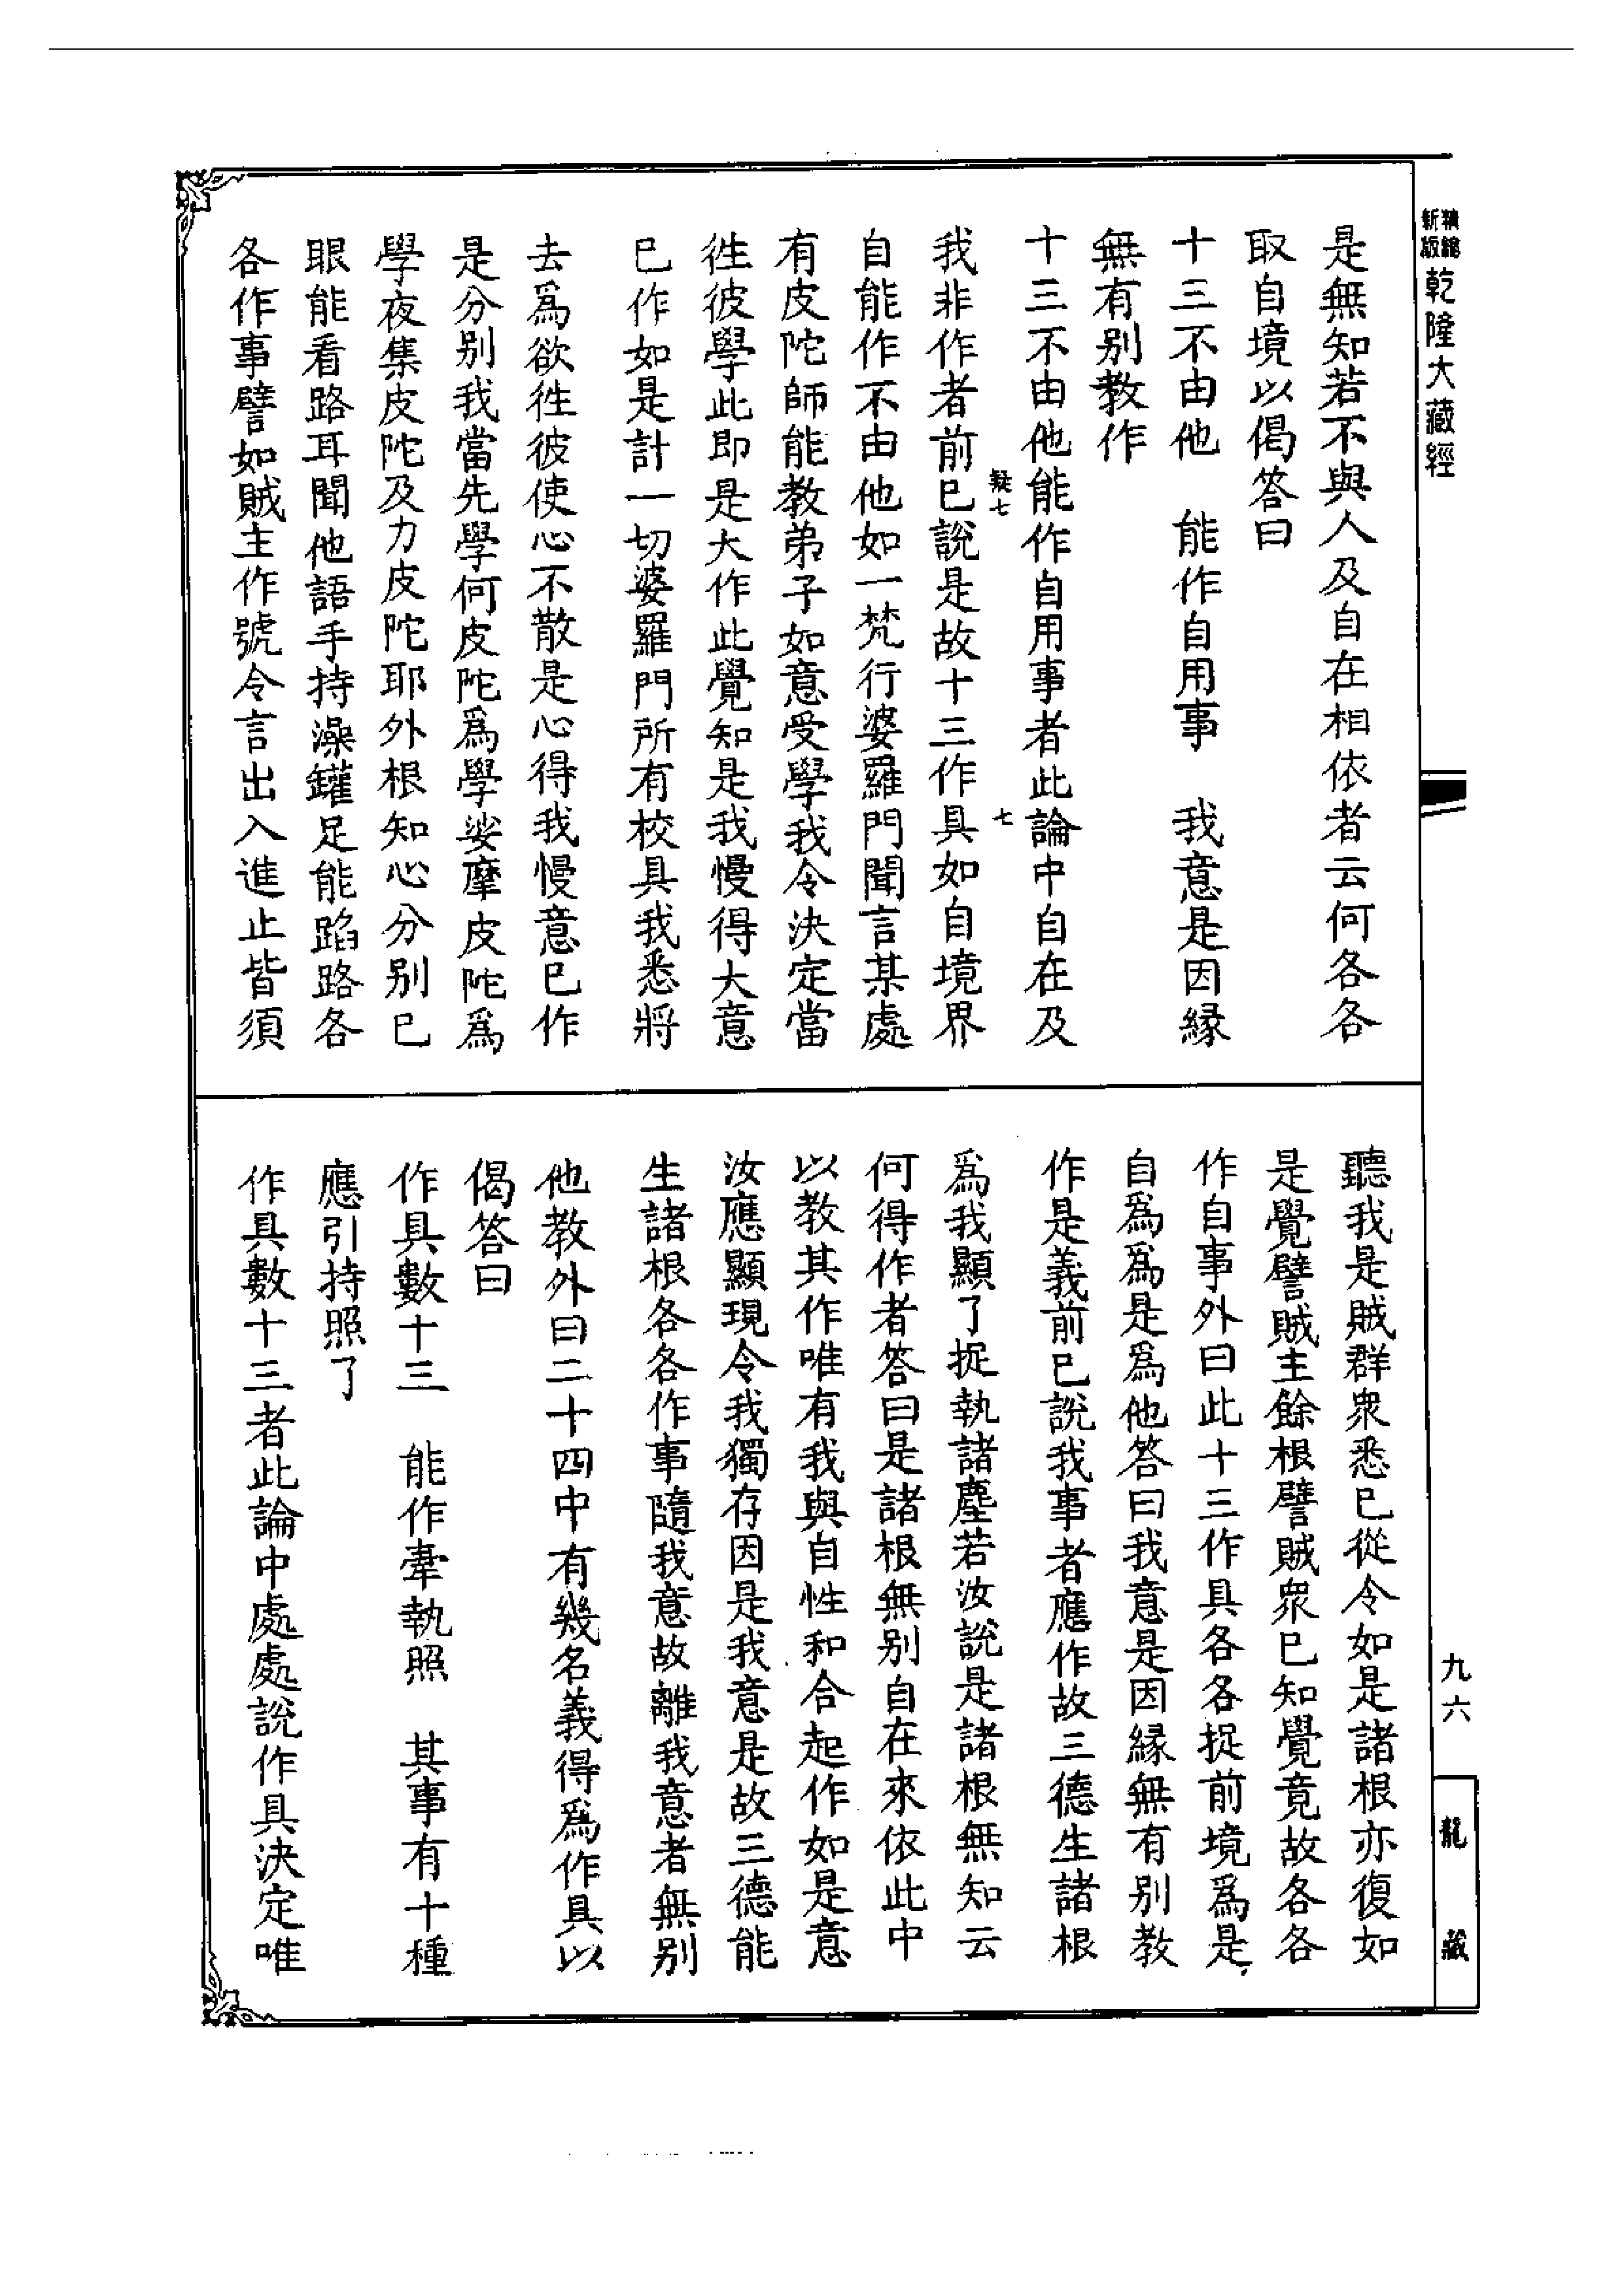 新版精縮乾隆大藏經
是無知若不與人及自在相依者云何各各
取自境以偈答曰
十三不由他　能作自用事　我意是因縁
無有別教作
十三不由他能作自用事者此論中自在及
疑七　七
我非作者前已說是故十三作具如自境界
自能作不由他如一梵行婆羅門聞言某處
有皮陀師能教弟子如意受學我令決定當
徃彼學此即是大作此覺知是我慢得大意
已作如是計一切婆羅門所有校具我悉將
去爲欲徃彼使心不散是心得我慢意已作
是分別我當先學何皮陀爲學娑摩皮陀爲
學夜集皮陀及力皮陀耶外根知心分別已
眼能看路耳聞他語手持澡鑵足能蹈路各
各作事譬如賊主作號令言出入進止皆須
聽我是賊群衆悉已從令如是諸根亦復如
是覺譬賊主餘根譬賊衆已知覺竟故各各
作自事外曰此十三作具各各捉前境爲是
自爲爲是爲他答曰我意是因縁無有別教
作是義前已說我事者應作故三德生諸根
爲我顯了捉執諸塵若汝說是諸根無知云
何得作者答曰是諸根無別自在來依此中
以教其作唯有我與自性和合起作如是意
汝應顯現令我獨存因是我意是故三德能
生諸根各各作事隨我意故離我意者無別
他教外曰二十四中有幾名義得爲作具以
偈答曰
作具數十三　能作牽執照　其事有十種
應引持照了
作具數十三者此論中處處說作具決定唯
九六
龍藏